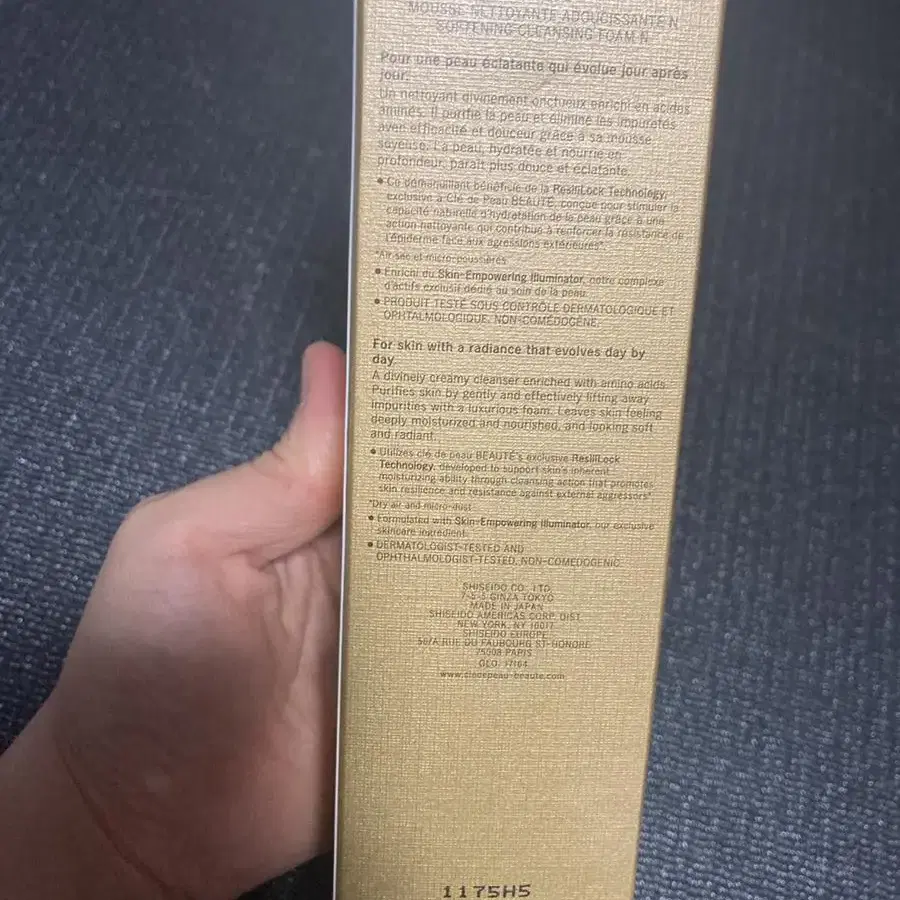 MOUSSE NETTOYANTE ADOUCISSANTE N
SOFTENING CLEANSING FOAM N
Pour une peau éclatante qui évolue jour après
jour.
Un nettoyant divinement onctueux enrichi en acides
aminés. Il purifie la peau et élimine les impuretés
avec efficacité et douceur grâce à sa mousse
soyeuse. La peau, hydratée et nourrie en
profondeur, paraît plus douce et éclatante.
• Ce démaquillant bénéficie de la ResiliLock Technology,
exclusive à Clé de Peau BEAUTÉ, conçue pour stimuler la
capacité naturelle d'hydratation de la peau grâce à une
action nettoyante qui contribue à renforcer la résistance de
l'épiderme face aux agressions extérieures*.
*Air sec et micro-poussières
• Enrichi du Skin-Empowering Illuminator, notre complexe
d'actifs exclusif dédié au soin de la peau.
• PRODUIT TESTÉ SOUS CONTRÔLE DERMATOLOGIQUE ET
OPHTALMOLOGIQUE. NON-COMÉDOGÈNE.
For skin with a radiance that evolves day by
day.
A divinely creamy cleanser enriched with amino acids.
Purifies skin by gently and effectively lifting away
impurities with a luxurious foam. Leaves skin feeling
deeply moisturized and nourished, and looking soft
and radiant.
• Utilizes clé de peau BEAUTÉ's exclusive ResiliLock
Technology, developed to support skin's inherent
moisturizing ability through cleansing action that promotes
skin resilience and resistance against external aggressors*.
*Dry air and micro-dust
• Formulated with Skin-Empowering Illuminator, our exclusive
skincare ingredient.
• DERMATOLOGIST-TESTED AND
OPHTHALMOLOGIST-TESTED. NON-COMEDOGENIC.
SHISEIDO CO., LTD.
7-5-5 GINZA TOKYO
MADE IN JAPAN
SHISEIDO AMERICAS CORP. DIST.
NEW YORK, NY 10017
SHISEIDO EUROPE
56/A RUE DU FAUBOURG ST-HONORÉ
75008 PARIS
GLO. 17164
www.cledepeau-beaute.com
1175H5